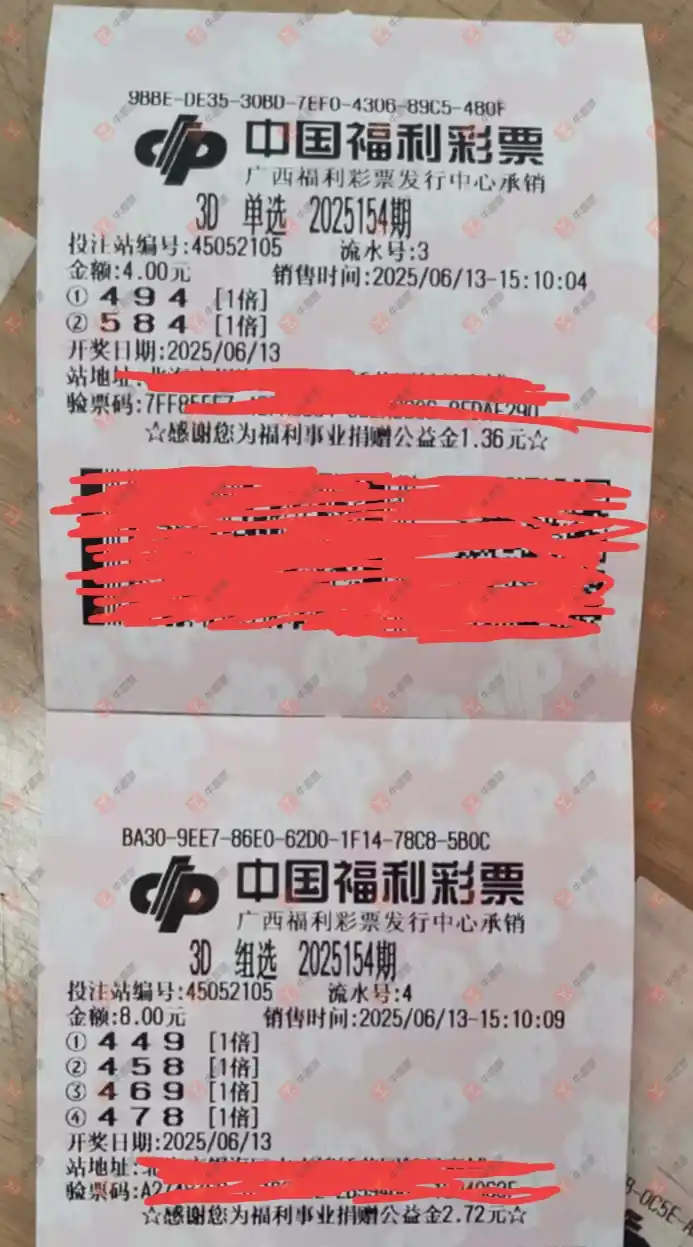 9B8E-DE35-30BD-7EF0-4306-89C5-480F
中国福利彩票
广西福利彩票发行中心承销
3D 单选 2025154期
投注站编号:45052105 流水号:3
金额:4.00元 销售时间:2025/06/13-15:10:04
① 4 9 4 [1倍]
② 5 8 4 [1倍]
开奖日期:2025/06/13
站地址:
验票码:7FF8
☆感谢您为福利事业捐赠公益金1.36元☆
BA30-9EE7-86E0-62D0-1F14-78C8-5B0C
中国福利彩票
广西福利彩票发行中心承销
3D 组选 2025154期
投注站编号:45052105 流水号:4
金额:8.00元 销售时间:2025/06/13-15:10:09
① 4 4 9 [1倍]
② 4 5 8 [1倍]
③ 4 6 9 [1倍]
④ 4 7 8 [1倍]
开奖日期:2025/06/13
站地址:
验票码:
☆感谢您为福利事业捐赠公益金2.72元☆